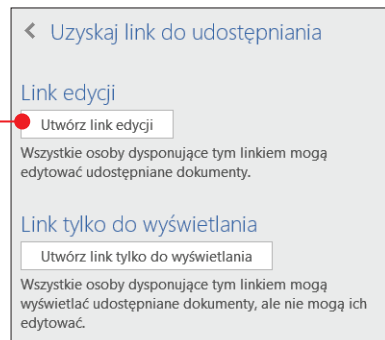 Uzyskaj link do udostępniania
Link edycji
Utwórz link edycji
Wszystkie osoby dysponujące tym linkiem mogą
edytować udostępniane dokumenty.
Link tylko do wyświetlania
Utwórz link tylko do wyświetlania
Wszystkie osoby dysponujące tym linkiem mogą
wyświetlać udostępniane dokumenty, ale nie mogą ich
edytować.